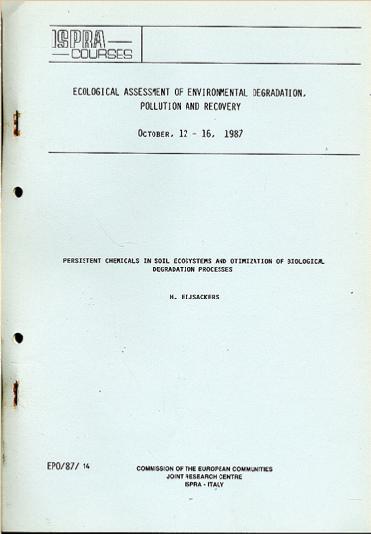 ISPRA
COURSES
ECOLOGICAL ASSESSMENT OF ENVIRONMENTAL DEGRADATION,
POLLUTION AND RECOVERY
OCTOBER, 12 - 16, 1987
PERSISTENT CHEMICALS IN SOIL ECOSYSTEMS AND OTIMIZATION OF BIOLOGICAL
DEGRADATION PROCESSES
H. EIJSACKERS
EPO/87/ 14
COMMISSION OF THE EUROPEAN COMMUNITIES
JOINT RESEARCH CENTRE
ISPRA - ITALY